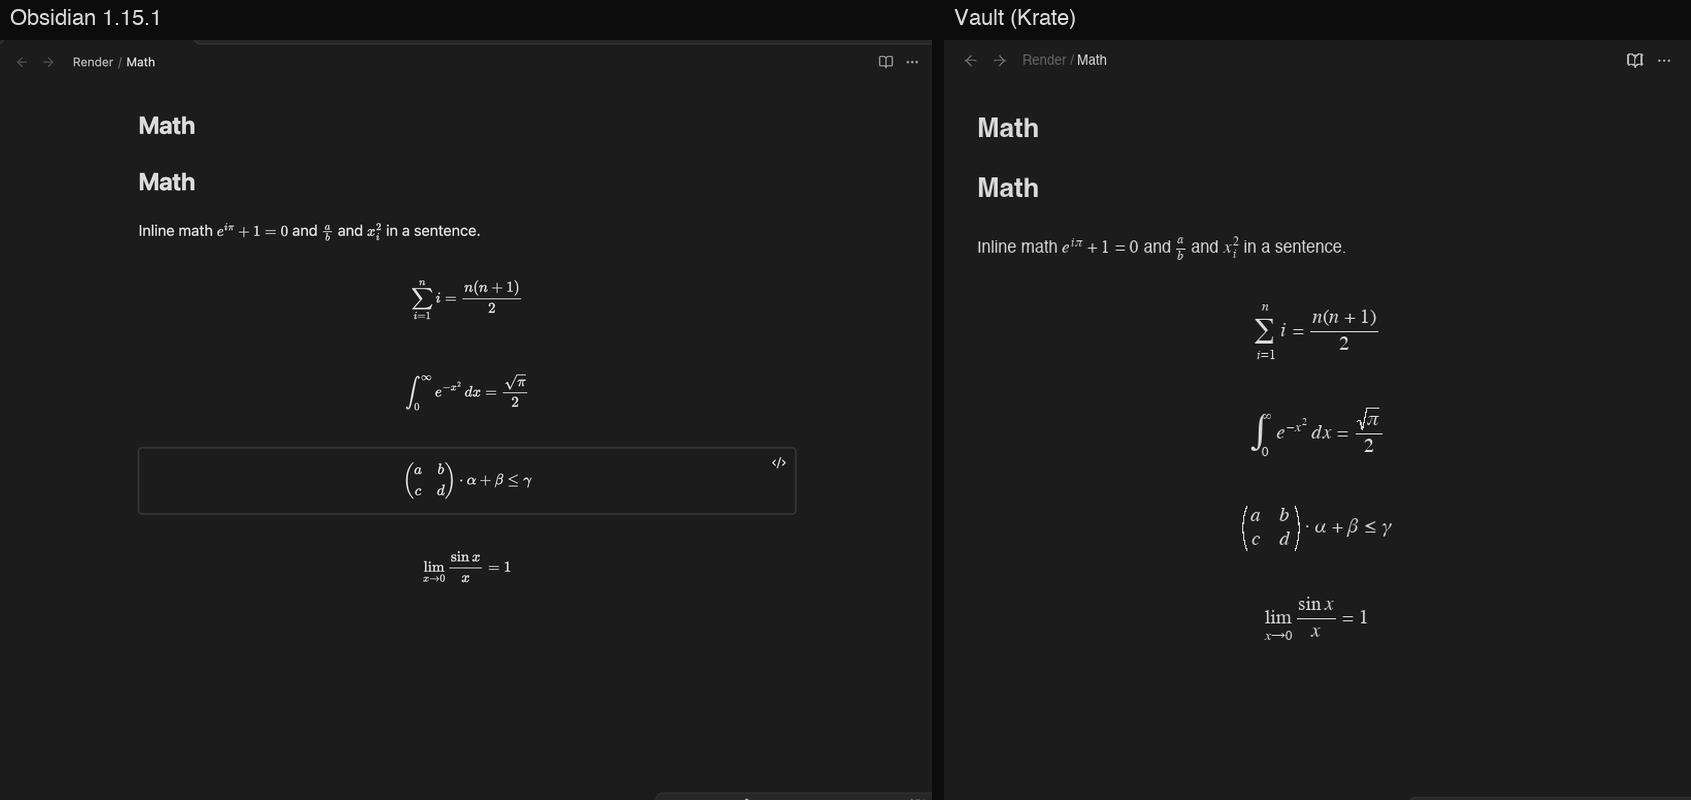 Obsidian 1.15.1
Render / Math
Math
Math
Inline math e^{iπ} + 1 = 0 and a/b and x_i^2 in a sentence.
∑_{i=1}^{n} i = n(n + 1)/2
∫_0^∞ e^{−x^2} dx = √π/2
(a b; c d) · α + β ≤ γ
</>
lim_{x→0} sin x/x = 1
Vault (Krate)
Render / Math
Math
Math
Inline math e^{iπ} + 1 = 0 and a/b and x_i^2 in a sentence.
∑_{i=1}^{n} i = n(n + 1)/2
∫_0^∞ e^{−x^2} dx = √π/2
(a b; c d) · α + β ≤ γ
lim_{x→0} sin x/x = 1